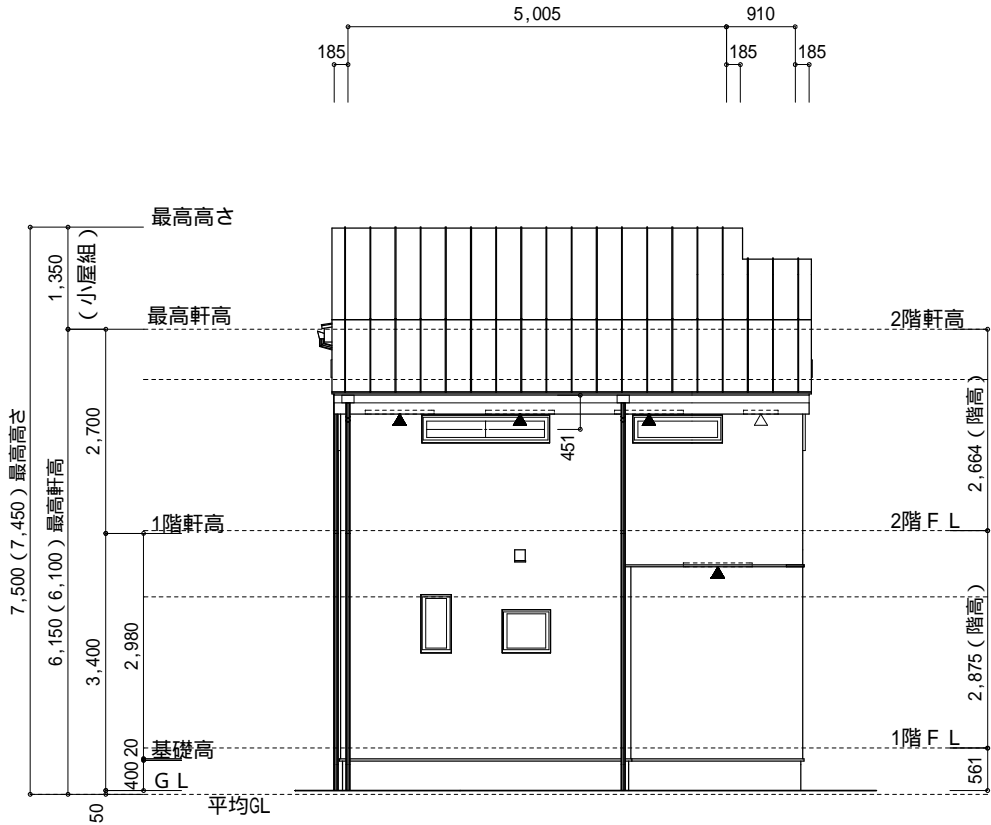 5,005
910
185
185
185
最高高さ
1,350
(小屋組)
最高軒高
2階軒高
2,700
451
2,664(階高)
7,500(7,450)最高高さ
6,150(6,100)最高軒高
1階軒高
2階ＦＬ
3,400
2,980
2,875(階高)
1階ＦＬ
20
基礎高
400
ＧＬ
561
50
平均GL